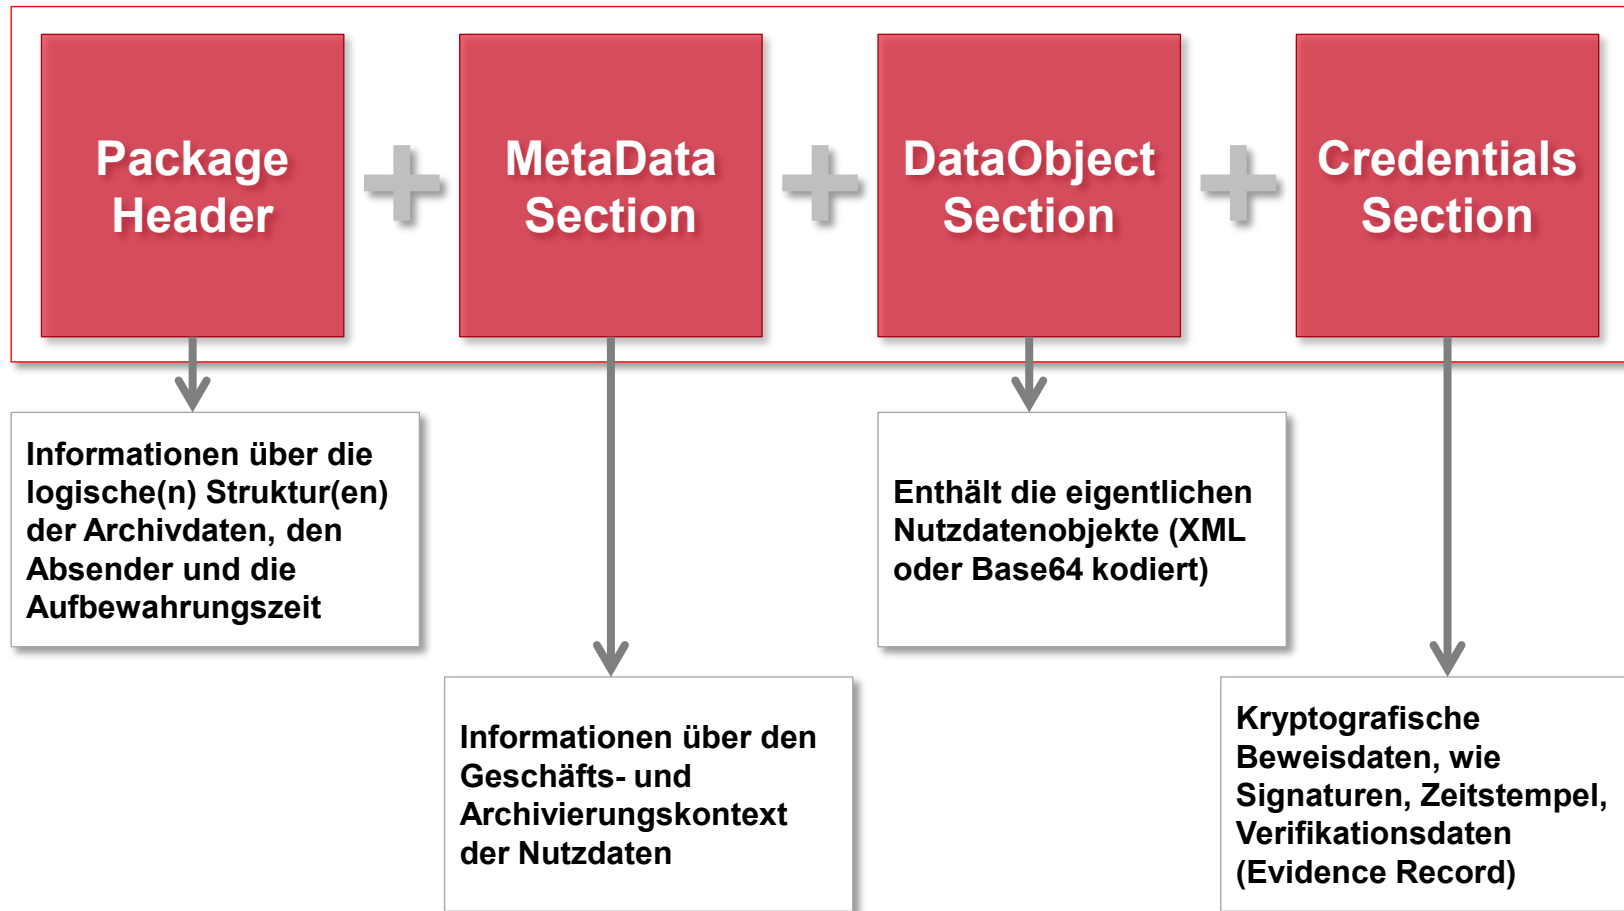 Package
Header
MetaData
Section
DataObject
Section
Credentials
Section
Informationen über die
logische(n) Struktur(en)
der Archivdaten, den
Absender und die
Aufbewahrungszeit
Enthält die eigentlichen
Nutzdatenobjekte (XML
oder Base64 kodiert)
Informationen über den
Geschäfts- und
Archivierungskontext
der Nutzdaten
Kryptografische
Beweisdaten, wie
Signaturen, Zeitstempel,
Verifikationsdaten
(Evidence Record)